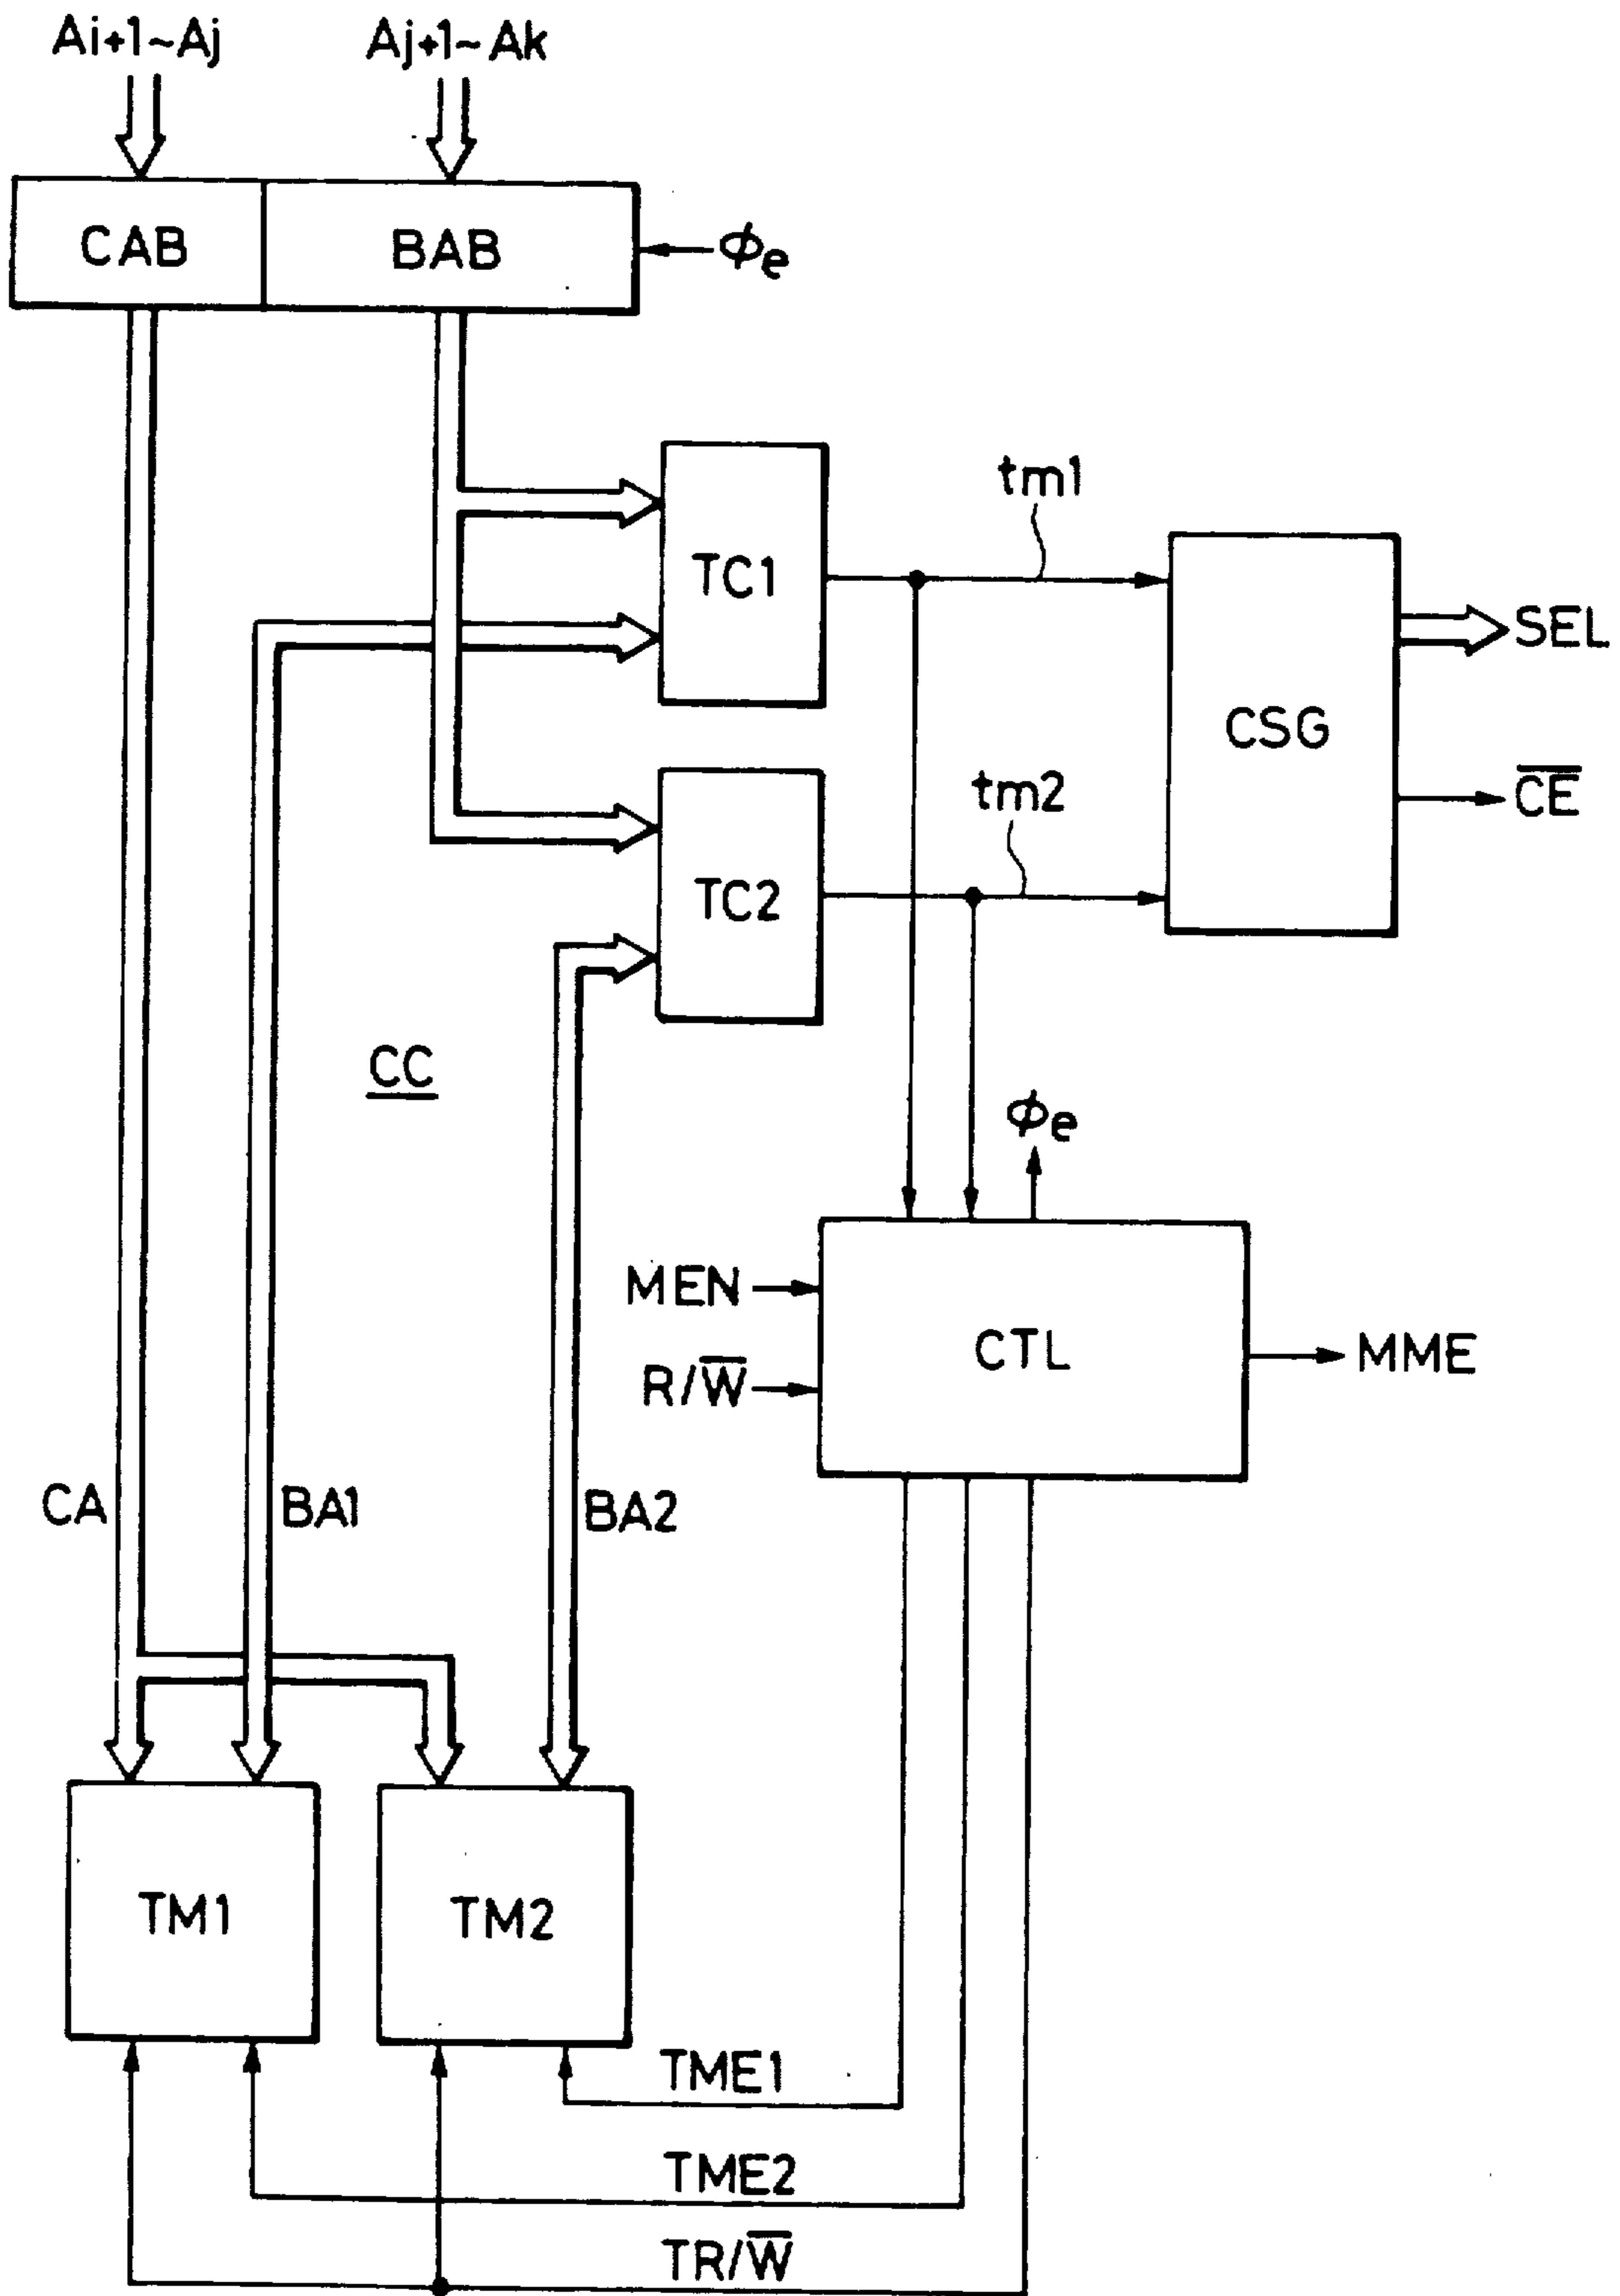 Ai+1~Aj
Aj+1~Ak
CAB
BAB
ϕe
TC1
tm1
CSG
SEL
C̅E̅
TC2
tm2
CC
ϕe
MEN
R/W̅
CTL
MME
CA
BA1
BA2
TM1
TM2
TME1
TME2
TR/W̅